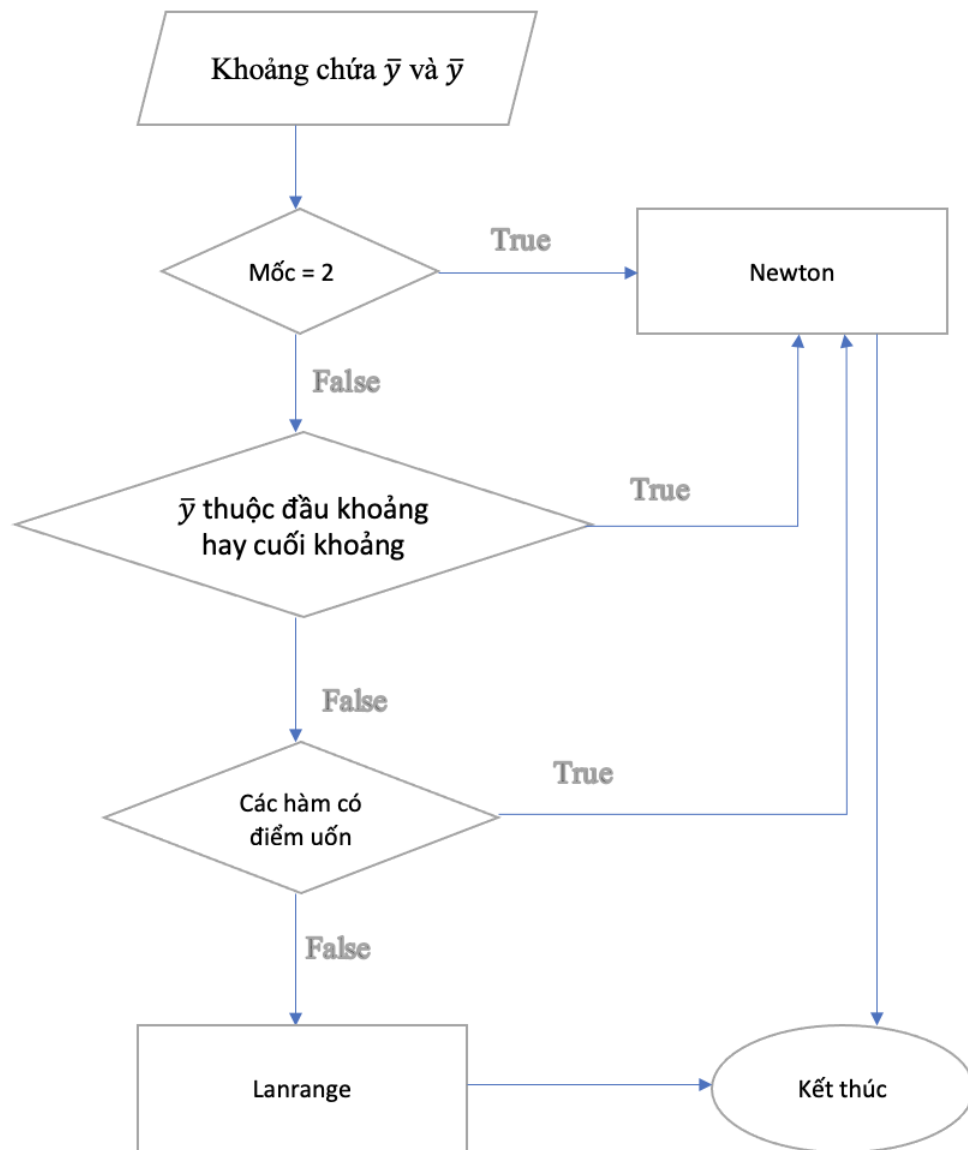 Khoảng chứa ȳ và ȳ
Mốc = 2
True
Newton
False
ȳ thuộc đầu khoảng
hay cuối khoảng
True
False
Các hàm có
điểm uốn
True
False
Lanrange
Kết thúc